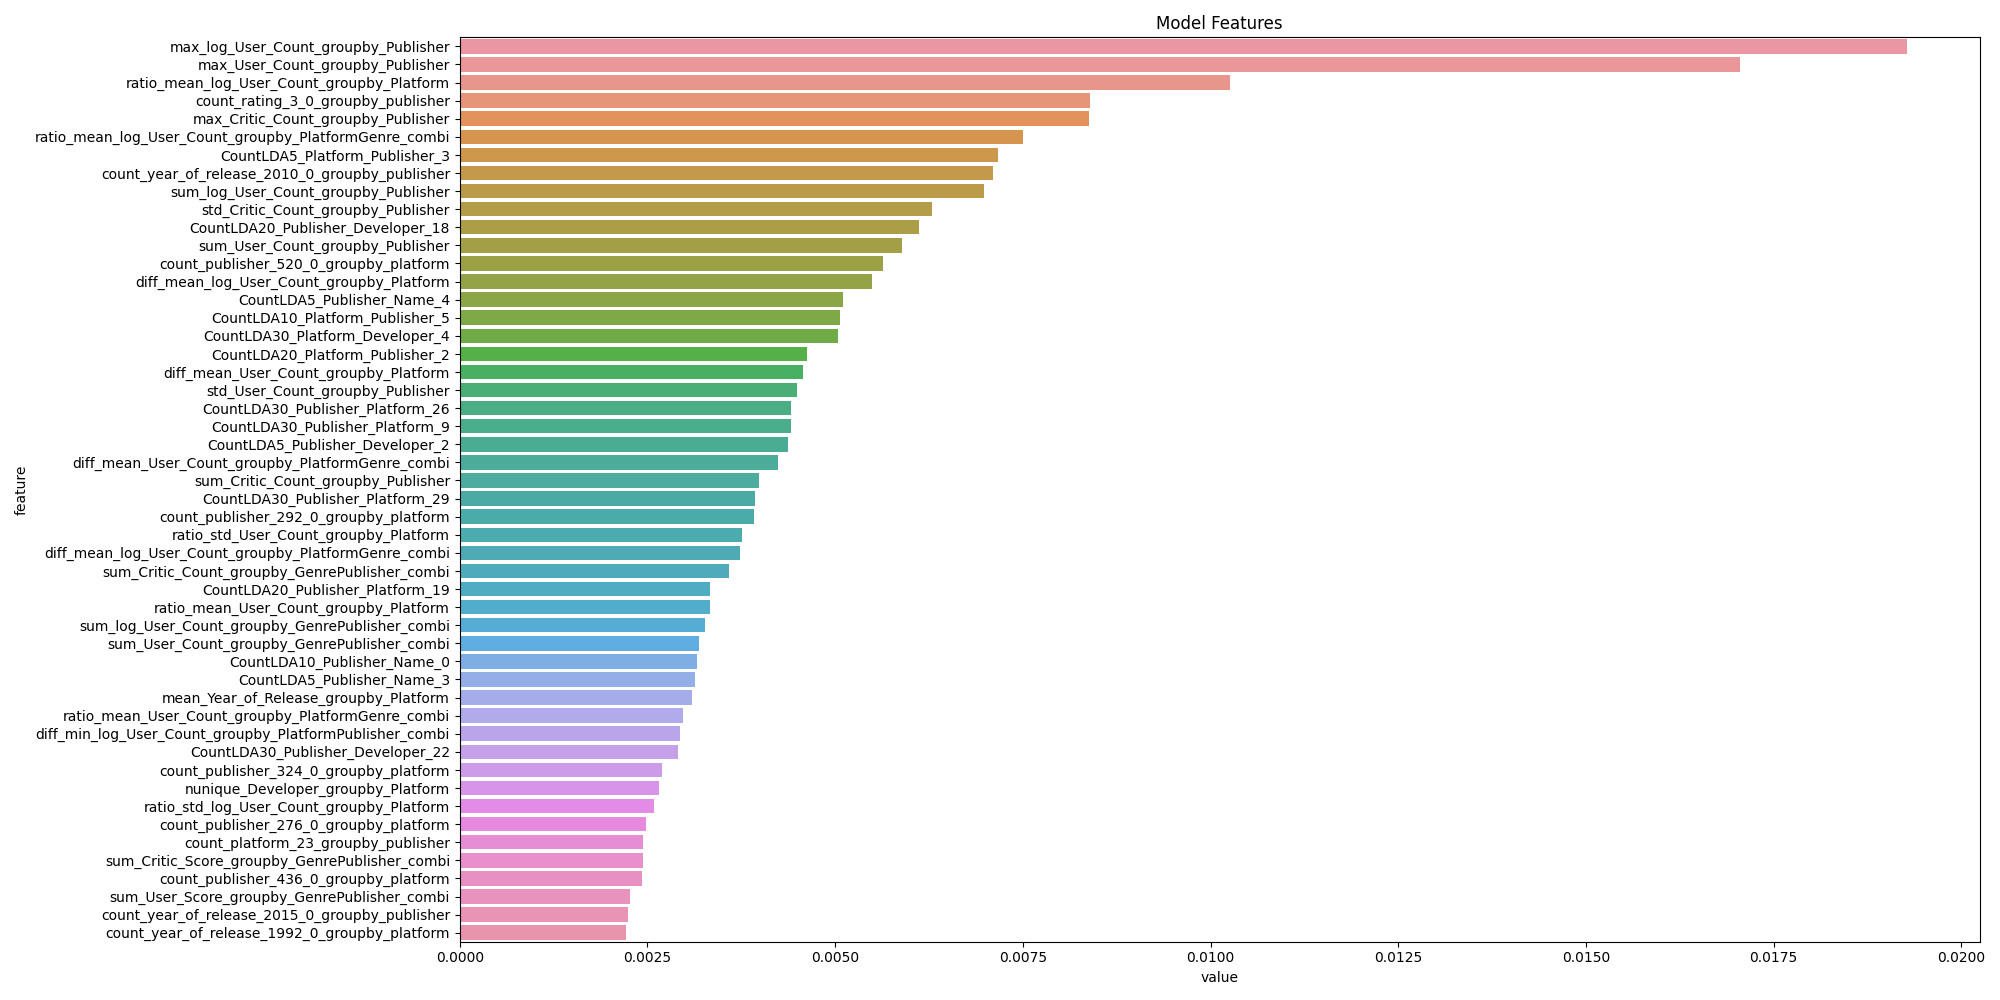 Model Features
max_log_User_Count_groupby_Publisher
max_User_Count_groupby_Publisher
ratio_mean_log_User_Count_groupby_Platform
count_rating_3_0_groupby_publisher
max_Critic_Count_groupby_Publisher
ratio_mean_log_User_Count_groupby_PlatformGenre_combi
CountLDA5_Platform_Publisher_3
count_year_of_release_2010_0_groupby_publisher
sum_log_User_Count_groupby_Publisher
std_Critic_Count_groupby_Publisher
CountLDA20_Publisher_Developer_18
sum_User_Count_groupby_Publisher
count_publisher_520_0_groupby_platform
diff_mean_log_User_Count_groupby_Platform
CountLDA5_Publisher_Name_4
CountLDA10_Platform_Publisher_5
CountLDA30_Platform_Developer_4
CountLDA20_Platform_Publisher_2
diff_mean_User_Count_groupby_Platform
std_User_Count_groupby_Publisher
CountLDA30_Publisher_Platform_26
CountLDA30_Publisher_Platform_9
CountLDA5_Publisher_Developer_2
diff_mean_User_Count_groupby_PlatformGenre_combi
sum_Critic_Count_groupby_Publisher
CountLDA30_Publisher_Platform_29
count_publisher_292_0_groupby_platform
ratio_std_User_Count_groupby_Platform
diff_mean_log_User_Count_groupby_PlatformGenre_combi
sum_Critic_Count_groupby_GenrePublisher_combi
CountLDA20_Publisher_Platform_19
ratio_mean_User_Count_groupby_Platform
sum_log_User_Count_groupby_GenrePublisher_combi
sum_User_Count_groupby_GenrePublisher_combi
CountLDA10_Publisher_Name_0
CountLDA5_Publisher_Name_3
mean_Year_of_Release_groupby_Platform
ratio_mean_User_Count_groupby_PlatformGenre_combi
diff_min_log_User_Count_groupby_PlatformPublisher_combi
CountLDA30_Publisher_Developer_22
count_publisher_324_0_groupby_platform
nunique_Developer_groupby_Platform
ratio_std_log_User_Count_groupby_Platform
count_publisher_276_0_groupby_platform
count_platform_23_groupby_publisher
sum_Critic_Score_groupby_GenrePublisher_combi
count_publisher_436_0_groupby_platform
sum_User_Score_groupby_GenrePublisher_combi
count_year_of_release_2015_0_groupby_publisher
count_year_of_release_1992_0_groupby_platform
feature
0.0000 0.0025 0.0050 0.0075 0.0100 0.0125 0.0150 0.0175 0.0200
value